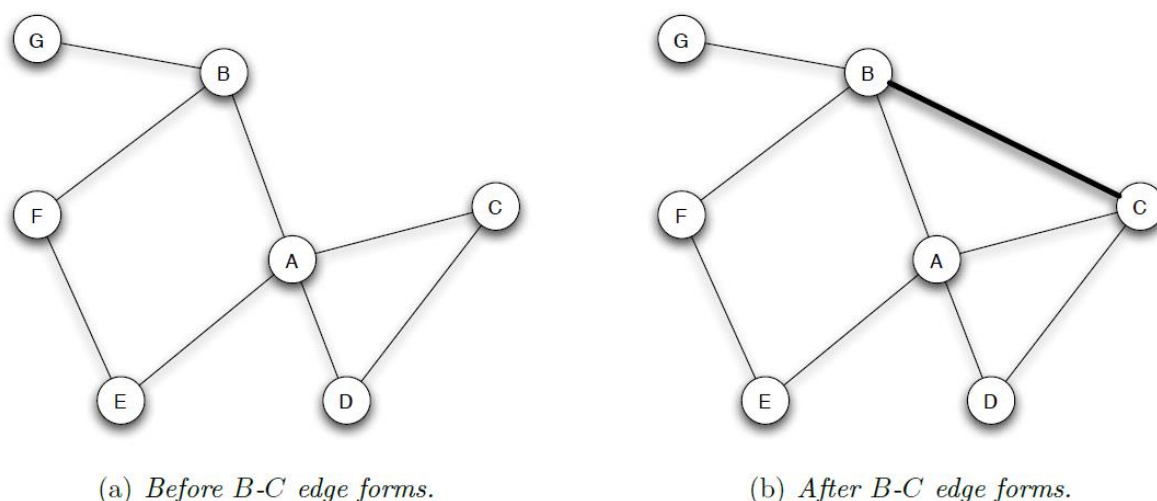 G
B
F
C
A
E
D
(a) Before B-C edge forms.
G
B
F
C
A
E
D
(b) After B-C edge forms.